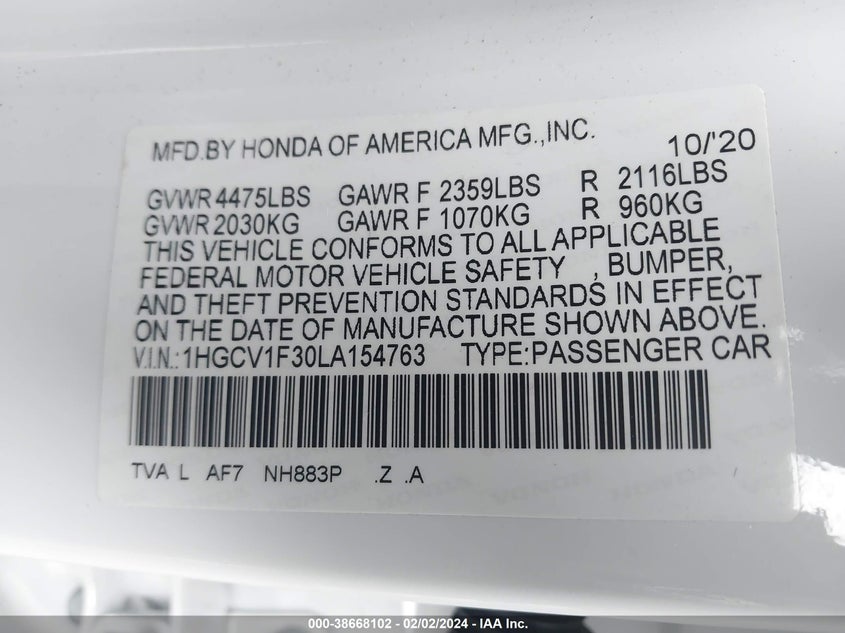 MFD.BY HONDA OF AMERICA MFG.,INC. 10/'20
GVWR 4475LBS GAWR F 2359LBS R 2116LBS
GVWR 2030KG GAWR F 1070KG R 960KG
THIS VEHICLE CONFORMS TO ALL APPLICABLE
FEDERAL MOTOR VEHICLE SAFETY , BUMPER,
AND THEFT PREVENTION STANDARDS IN EFFECT
ON THE DATE OF MANUFACTURE SHOWN ABOVE.
V.I.N.: 1HGCV1F30LA154763 TYPE:PASSENGER CAR
TVA L AF7 NH883P .Z .A
HONDA
000-38668102 - 02/02/2024 - IAA Inc.